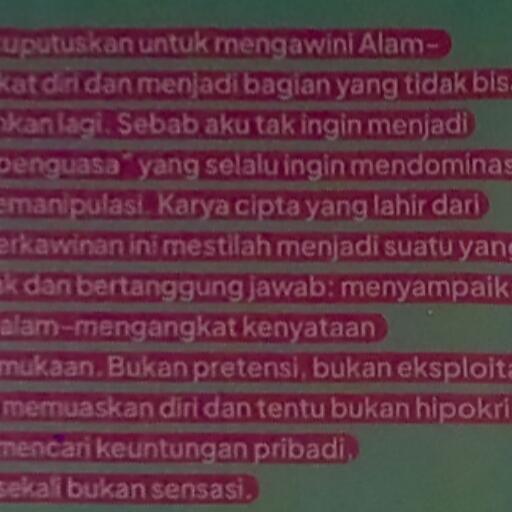 uputuskan untuk mengawini Alam-
kat diri dan menjadi bagian yang tidak bis
kan lagi. Sebab aku tak ingin menjadi
penguasa" yang selalu ingin mendominas
emanipulasi. Karya cipta yang lahir dari
erkawinan ini mestilah menjadi suatu yang
k dan bertanggung jawab: menyampaik
alam-mengangkat kenyataan
mukaan. Bukan pretensi, bukan eksploita
memuaskan diri dan tentu bukan hipokri
mencari keuntungan pribadi,
sekali bukan sensasi.